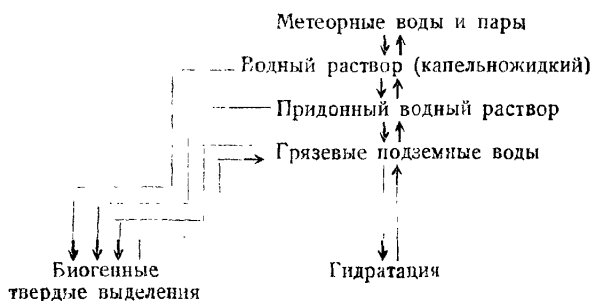 Метеорные воды и пары
Водный раствор (капельножидкий)
Придонный водный раствор
Грязевые подземные воды
Биогенные
твердые выделения
Гидратация